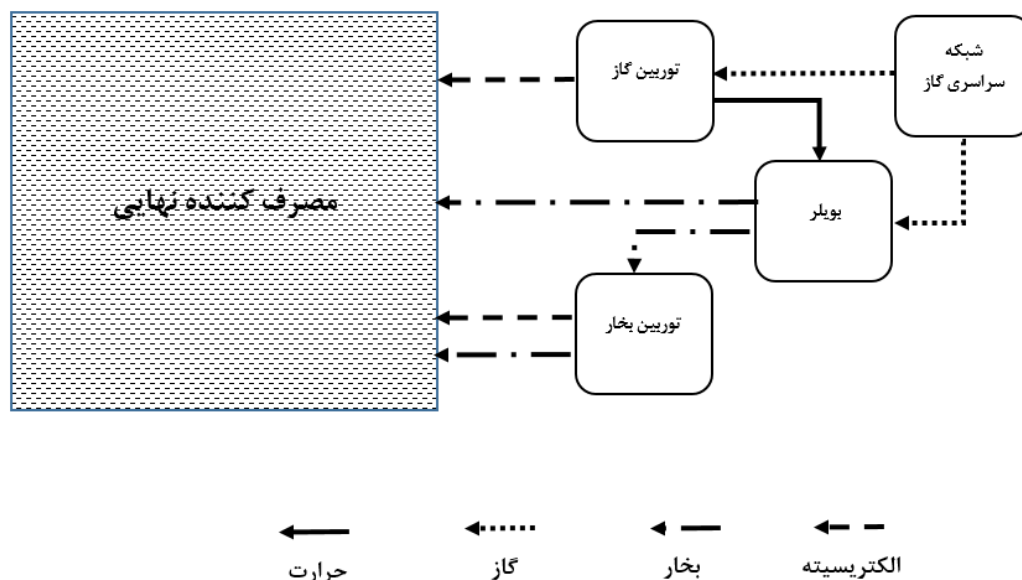 شبکه
سراسری گاز
توربین گاز
بویلر
مصرف کننده نهایی
توربین بخار
الکتریسیته
بخار
گاز
حرارت